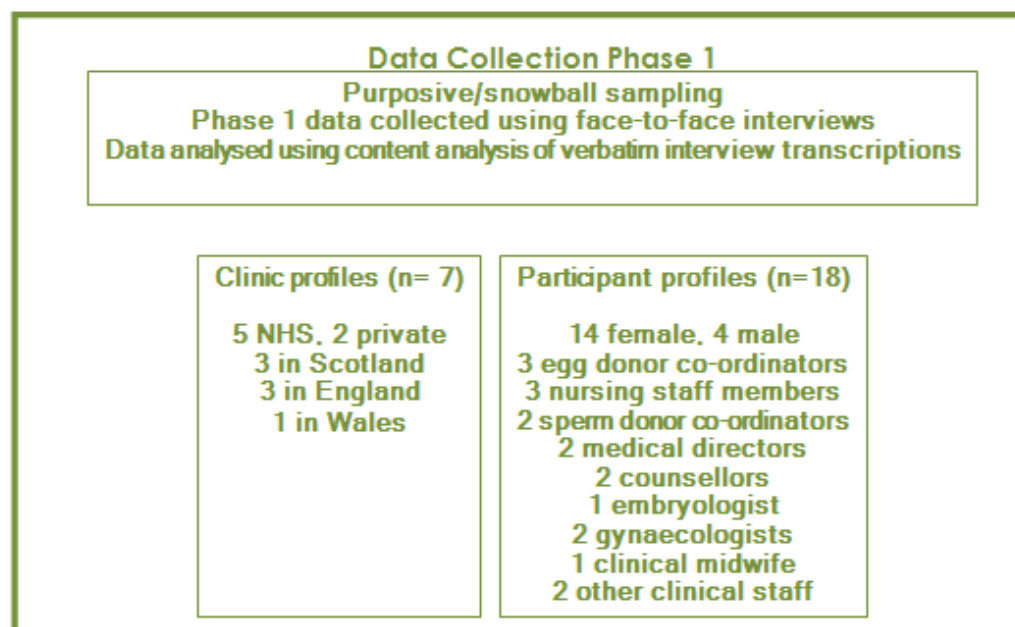 Data Collection Phase 1
Purposive/snowball sampling
Phase 1 data collected using face-to-face interviews
Data analysed using content analysis of verbatim interview transcriptions
Clinic profiles (n= 7)
5 NHS, 2 private
3 in Scotland
3 in England
1 in Wales
Participant profiles (n=18)
14 female, 4 male
3 egg donor co-ordinators
3 nursing staff members
2 sperm donor co-ordinators
2 medical directors
2 counsellors
1 embryologist
2 gynaecologists
1 clinical midwife
2 other clinical staff